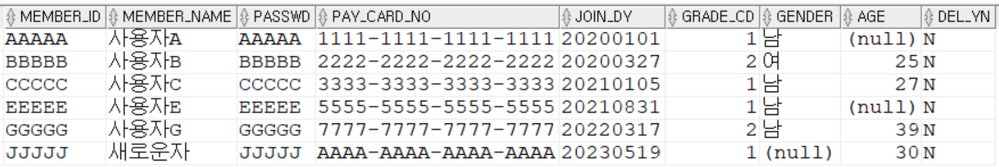 MEMBER_ID MEMBER_NAME PASSWD PAY_CARD_NO JOIN_DY GRADE_CD GENDER AGE DEL_YN
AAAAA 사용자A AAAAA 1111-1111-1111-1111 20200101 1 남 (null) N
BBBBB 사용자B BBBBB 2222-2222-2222-2222 20200327 2 여 25 N
CCCCC 사용자C CCCCC 3333-3333-3333-3333 20210105 1 남 27 N
EEEEE 사용자E EEEEE 5555-5555-5555-5555 20210831 1 남 (null) N
GGGGG 사용자G GGGGG 7777-7777-7777-7777 20220317 2 남 39 N
JJJJJ 새로운자 JJJJJ AAAA-AAAA-AAAA-AAAA 20230519 1 (null) 30 N